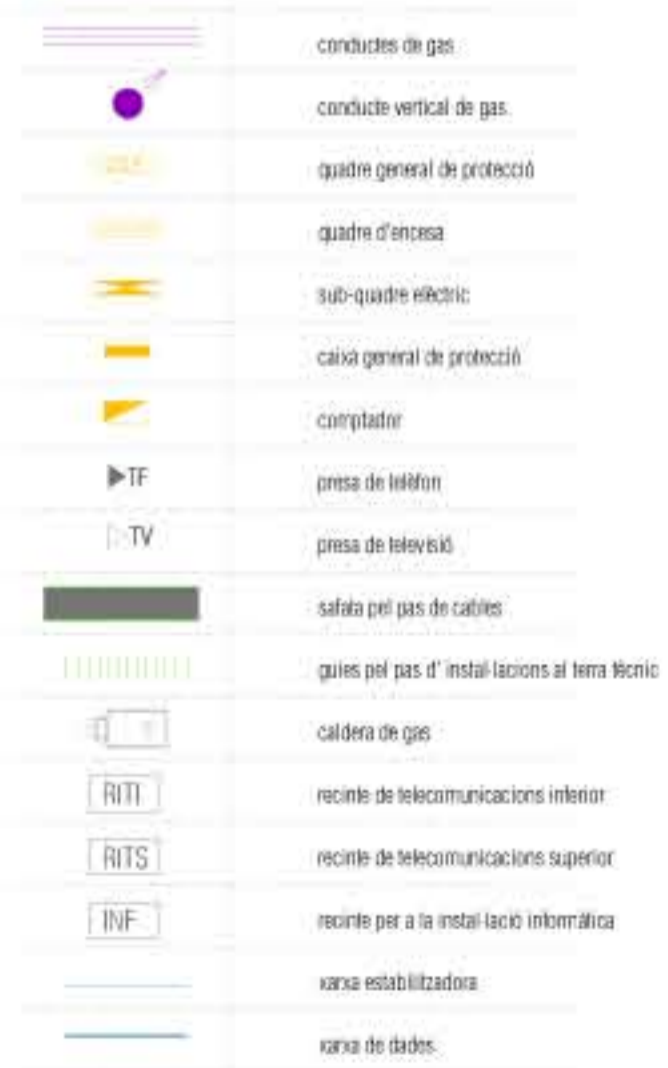 conductes de gas
conducte vertical de gas
quadre general de protecció
quadre d'encesa
sub-quadre elèctric
caixa general de protecció
comptador
TF presa de telèfon
TV presa de televisió
safata pel pas de cables
guies pel pas d' instal·lacions al terra tècnic
caldera de gas
RITI recinte de telecomunicacions inferior
RITS recinte de telecomunicacions superior
INF recinte per a la instal·lació informàtica
xarxa estabilitzadora
xarxa de dades